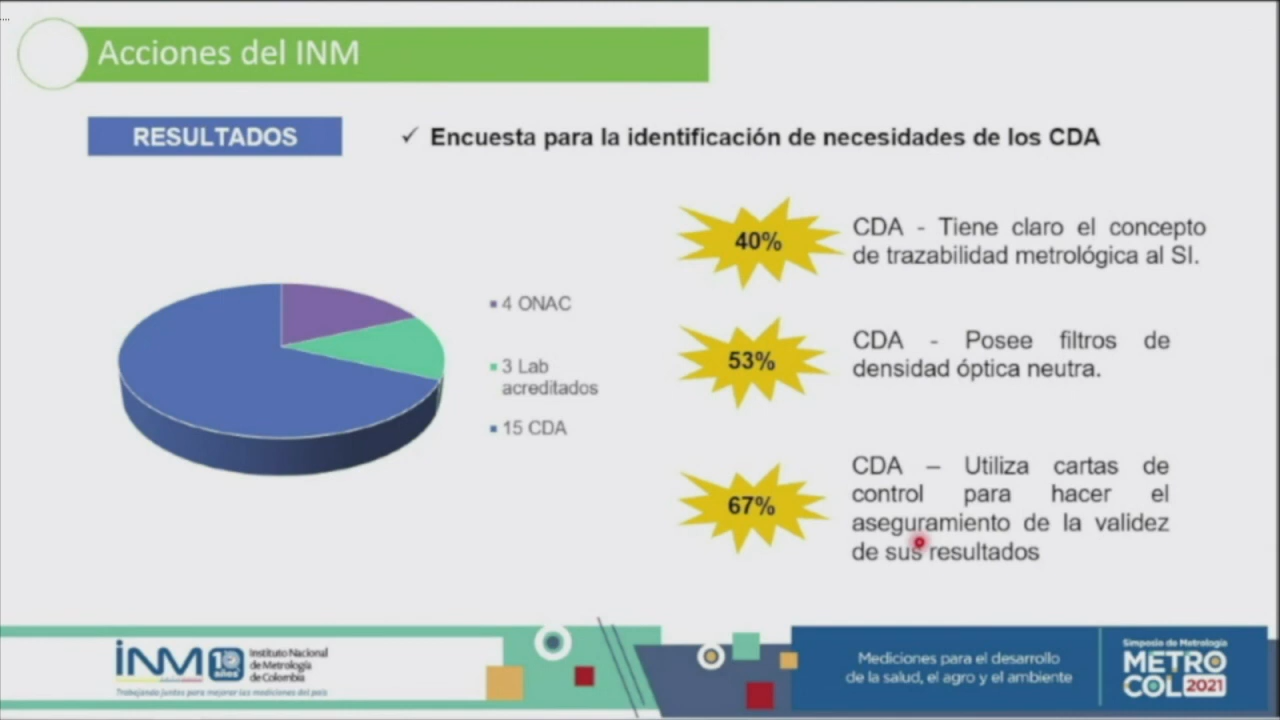 Acciones del INM
RESULTADOS
✓ Encuesta para la identificación de necesidades de los CDA
4 ONAC
3 Lab
acreditados
15 CDA
40%
CDA - Tiene claro el concepto
de trazabilidad metrológica al SI.
53%
CDA - Posee filtros de
densidad óptica neutra.
67%
CDA – Utiliza cartas de
control para hacer el
aseguramiento de la validez
de sus resultados
INM
10
años
Instituto Nacional
de Metrología
de Colombia
Trabajando juntos para mejorar las mediciones del país
Mediciones para el desarrollo
de la salud, el agro y el ambiente
Simposio de Metrología
METRO
COL 2021